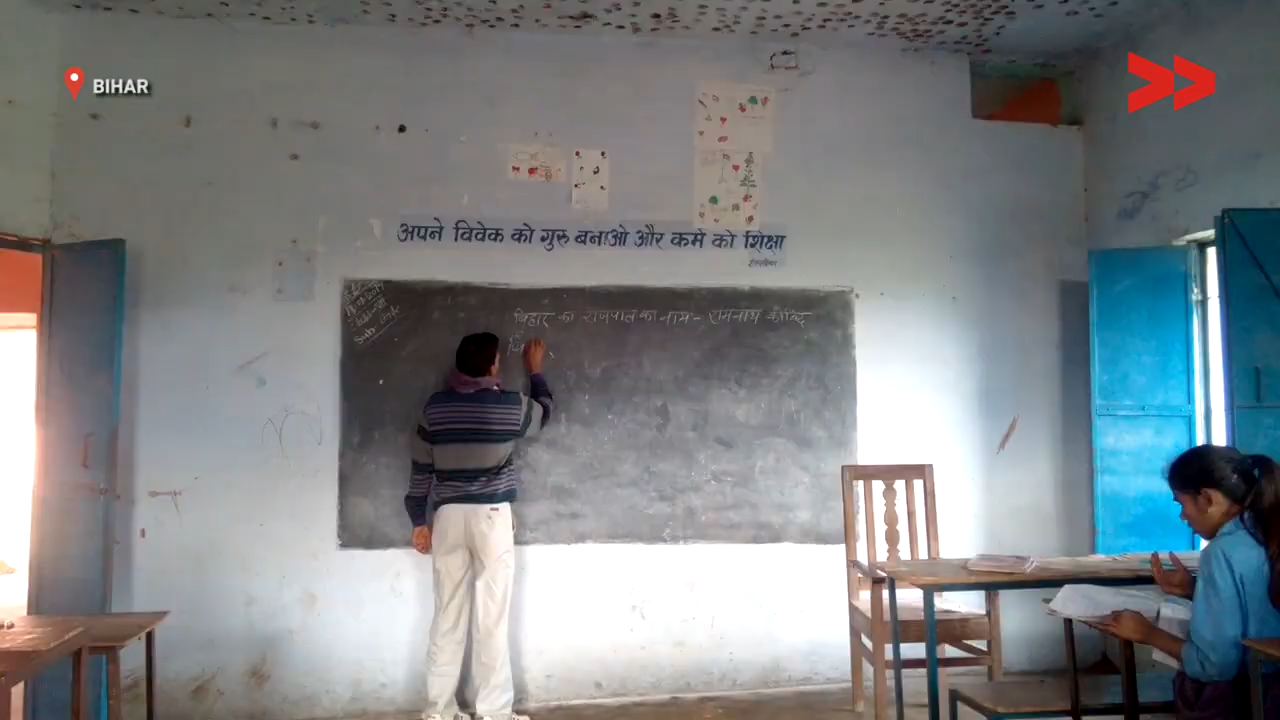 BIHAR
अपने विवेक को गुरु बनाओ और कर्म को शिक्षा
बिहार का राज्यपाल का नाम - रामनाथ कोविंद